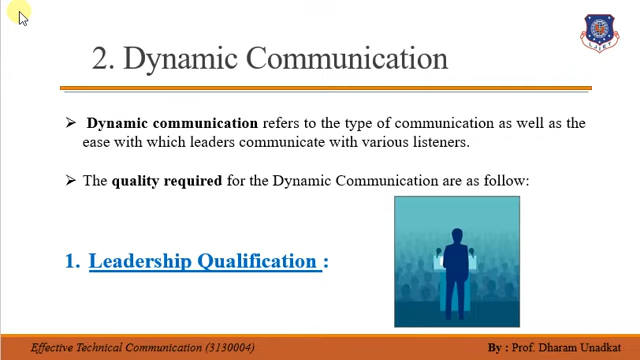 2. Dynamic Communication
➢ Dynamic communication refers to the type of communication as well as the
ease with which leaders communicate with various listeners.
➢ The quality required for the Dynamic Communication are as follow:
1. Leadership Qualification :
Effective Technical Communication (3130004)
By : Prof. Dharam Unadkat